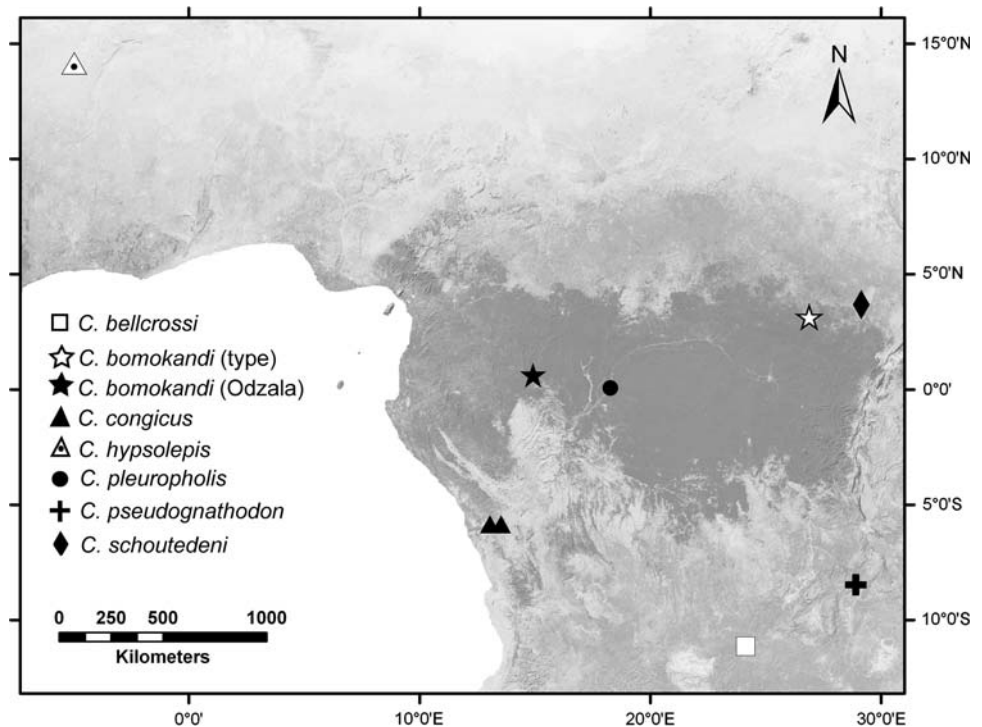 15°0'N
N
10°0'N
5°0'N
C. bellcrossi
C. bomokandi (type)
C. bomokandi (Odzala)
0°0'
C. congicus
C. hypsolepis
C. pleuropholis
5°0'S
C. pseudognathodon
C. schoutedeni
0 250 500 1000
10°0'S
Kilometers
0°0' 10°0'E 20°0'E 30°0'E